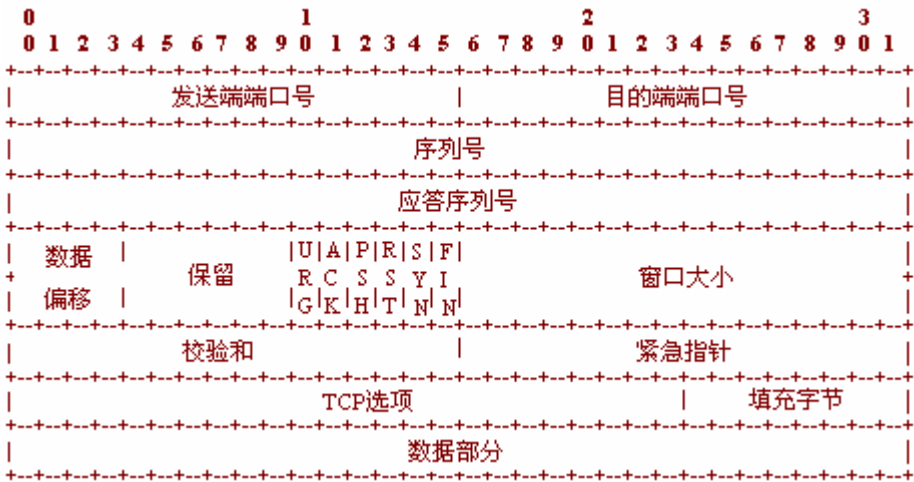 0 1 2 3
0 1 2 3 4 5 6 7 8 9 0 1 2 3 4 5 6 7 8 9 0 1 2 3 4 5 6 7 8 9 0 1
+--+--+--+--+--+--+--+--+--+--+--+--+--+--+--+--+--+--+--+--+--+--+--+--+--+--+--+--+--+--+--+--+
| 发送端端口号 | 目的端端口号 |
+--+--+--+--+--+--+--+--+--+--+--+--+--+--+--+--+--+--+--+--+--+--+--+--+--+--+--+--+--+--+--+--+
| 序列号 |
+--+--+--+--+--+--+--+--+--+--+--+--+--+--+--+--+--+--+--+--+--+--+--+--+--+--+--+--+--+--+--+--+
| 应答序列号 |
+--+--+--+--+--+--+--+--+--+--+--+--+--+--+--+--+--+--+--+--+--+--+--+--+--+--+--+--+--+--+--+--+
| 数据 | |U|A|P|R|S|F| |
+ 保留 R C S S Y I 窗口大小 +
| 偏移 | |G|K|H|T|N|N| |
+--+--+--+--+--+--+--+--+--+--+--+--+--+--+--+--+--+--+--+--+--+--+--+--+--+--+--+--+--+--+--+--+
| 校验和 | 紧急指针 |
+--+--+--+--+--+--+--+--+--+--+--+--+--+--+--+--+--+--+--+--+--+--+--+--+--+--+--+--+--+--+--+--+
| TCP选项 | 填充字节 |
+--+--+--+--+--+--+--+--+--+--+--+--+--+--+--+--+--+--+--+--+--+--+--+--+--+--+--+--+--+--+--+--+
| 数据部分 |
+--+--+--+--+--+--+--+--+--+--+--+--+--+--+--+--+--+--+--+--+--+--+--+--+--+--+--+--+--+--+--+--+